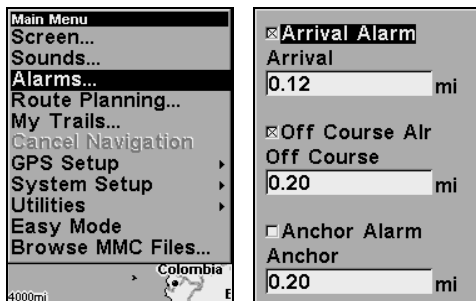 Main Menu
Screen...
Sounds...
Alarms...
Route Planning...
My Trails...
Cancel Navigation
GPS Setup
System Setup
Utilities
Easy Mode
Browse MMC Files...
Colombia
4000mi
E
Arrival Alarm
Arrival
0.12 mi
Off Course Alr
Off Course
0.20 mi
Anchor Alarm
Anchor
0.20 mi